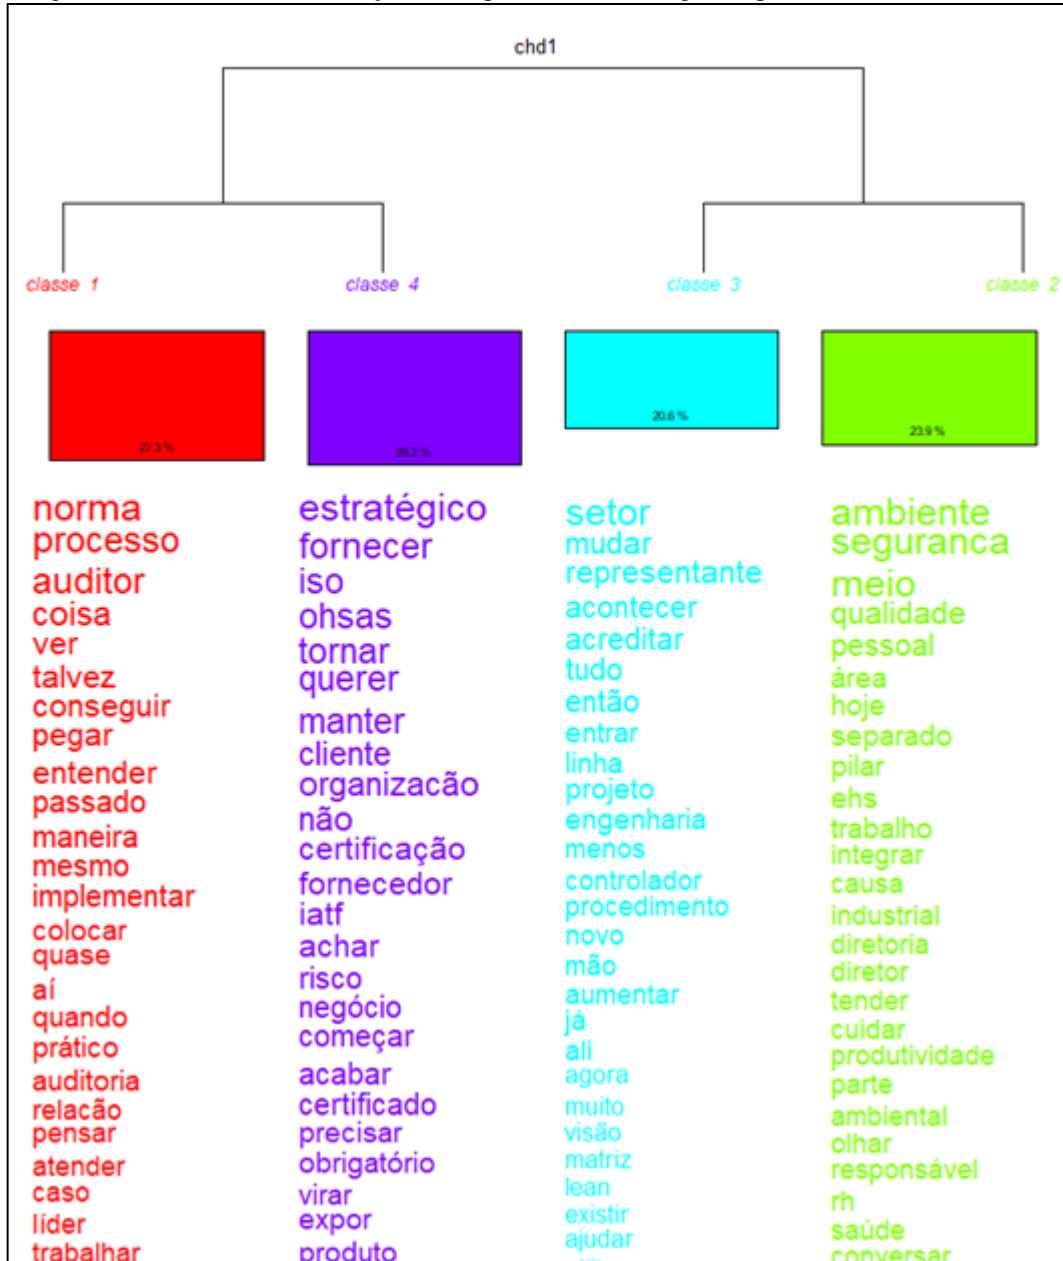 chd1
classe 1
classe 4
classe 3
classe 2
27.3 %
28.2 %
20.6 %
23.9 %
norma
processo
auditor
coisa
ver
talvez
conseguir
pegar
entender
passado
maneira
mesmo
implementar
colocar
quase
aí
quando
prático
auditoria
relacão
pensar
atender
caso
líder
trabalhar
estratégico
fornecer
iso
ohsas
tornar
querer
manter
cliente
organizacão
não
certificação
fornecedor
iatf
achar
risco
negócio
começar
acabar
certificado
precisar
obrigatório
virar
expor
produto
setor
mudar
representante
acontecer
acreditar
tudo
então
entrar
linha
projeto
engenharia
menos
controlador
procedimento
novo
mão
aumentar
já
ali
agora
muito
visão
matriz
lean
existir
ajudar
ambiente
seguranca
meio
qualidade
pessoal
área
hoje
separado
pilar
ehs
trabalho
integrar
causa
industrial
diretoria
diretor
tender
cuidar
produtividade
parte
ambiental
olhar
responsável
rh
saúde
conversar